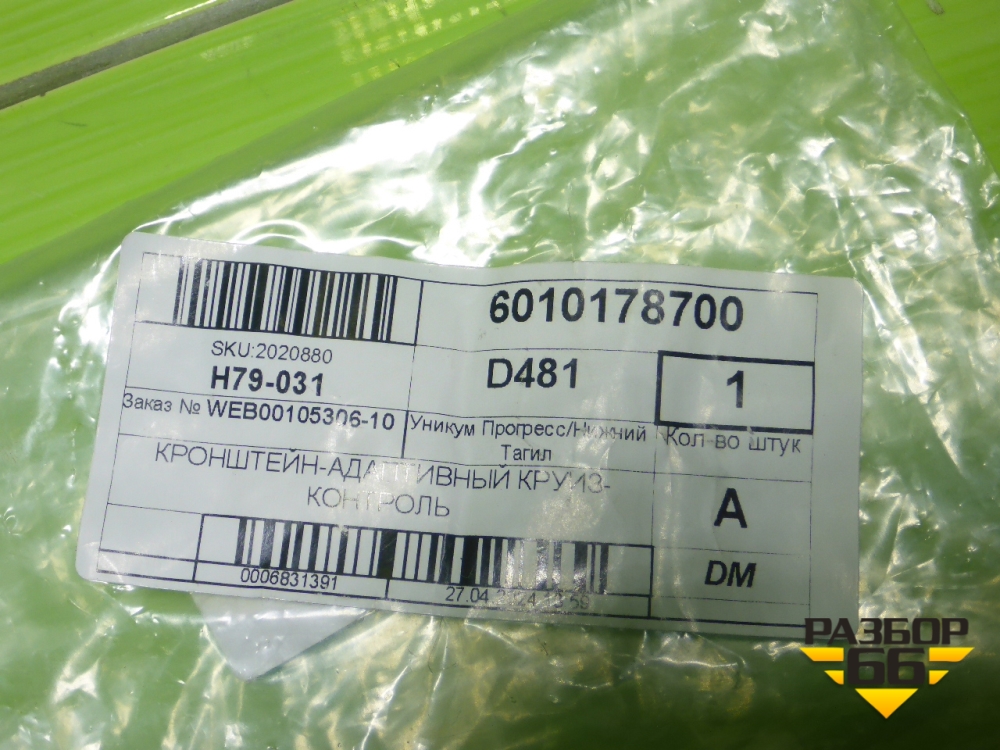 6010178700
SKU:2020880
H79-031
D481
1
Заказ № WEB00105306-10
Уникум Прогресс/Нижний
Тагил
Кол-во штук
КРОНШТЕЙН-АДАПТИВНЫЙ КРУИЗ-
КОНТРОЛЬ
A
DM
0006831391
РАЗБОР
66